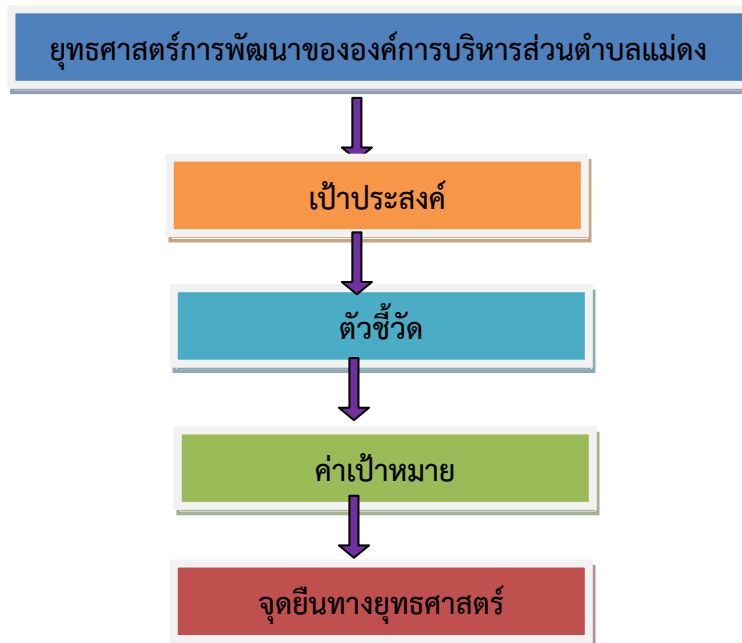 ยุทธศาสตร์การพัฒนาขององค์การบริหารส่วนตำบลแม่ดง
เป้าประสงค์
ตัวชี้วัด
ค่าเป้าหมาย
จุดยืนทางยุทธศาสตร์